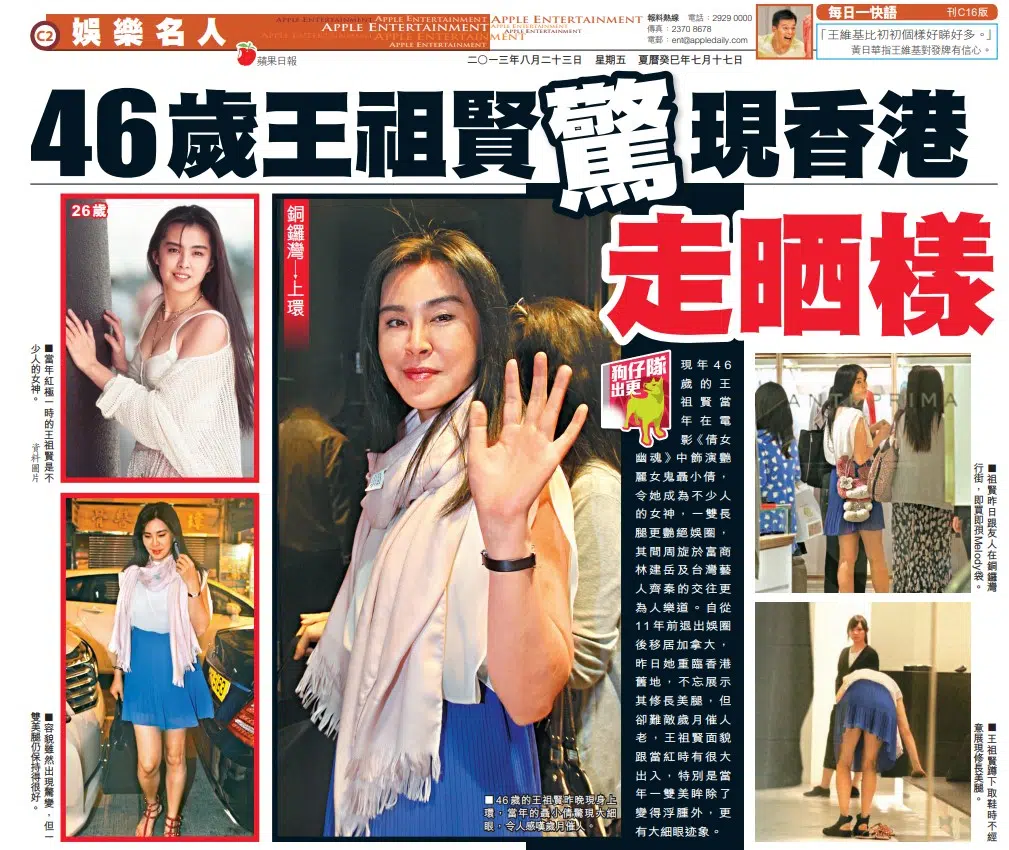 C2
娛樂名人
APPLE ENTERTAINMENT
APPLE ENTERTAINMENT
APPLE ENTERTAINMENT
APPLE ENTERTAINMENT
APPLE ENTERTAINMENT
APPLE ENTERTAINMENT
APPLE ENTERTAINMENT
蘋果日報
報料熱線 電話:2929 0000
傳真:2370 8678
電郵:ent@appledaily.com
二〇一三年八月二十三日 星期五 夏曆癸巳年七月十七日
每日一快語
刊C16版
「王維基比初初個樣好睇好多。」
黃日華指王維基對發牌有信心。
46歲王祖賢驚現香港
走晒樣
26歲
■當年紅極一時的王祖賢是不
少人的女神。
資料圖片
■容貌雖然出現驚變,但一
雙美腿仍保持得很好。
銅鑼灣→上環
■46歲的王祖賢昨晚現身上
環,當年的聶小倩驚現大細
眼,令人感嘆歲月催人。
狗仔隊
出更
現年46
歲的王
祖賢當
年在電
影《倩女
幽魂》中飾演艷
麗女鬼聶小倩,
令她成為不少人
的女神,一雙長
腿更艷絕娛圈,
其間周旋於富商
林建岳及台灣藝
人齊秦的交往更
為人樂道。自從
11年前退出娛圈
後移居加拿大,
昨日她重臨香港
舊地,不忘展示
其修長美腿,但
卻難敵歲月催人
老,王祖賢面貌
跟當紅時有很大
出入,特別是當
年一雙美眸除了
變得浮腫外,更
有大細眼迹象。
ANTEPRIMA
■祖賢昨日跟友人在銅鑼灣
行街,即買即孭Melody袋。
■王祖賢蹲下取鞋時不經
意展現修長美腿。